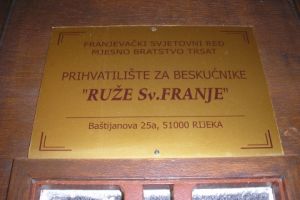 FRANJEVAČKI SVJETOVNI RED
MJESNO BRATSTVO TRSAT
PRIHVATILIŠTE ZA BESKUĆNIKE
"RUŽE Sv.FRANJE"
Baštijanova 25a, 51000 RIJEKA